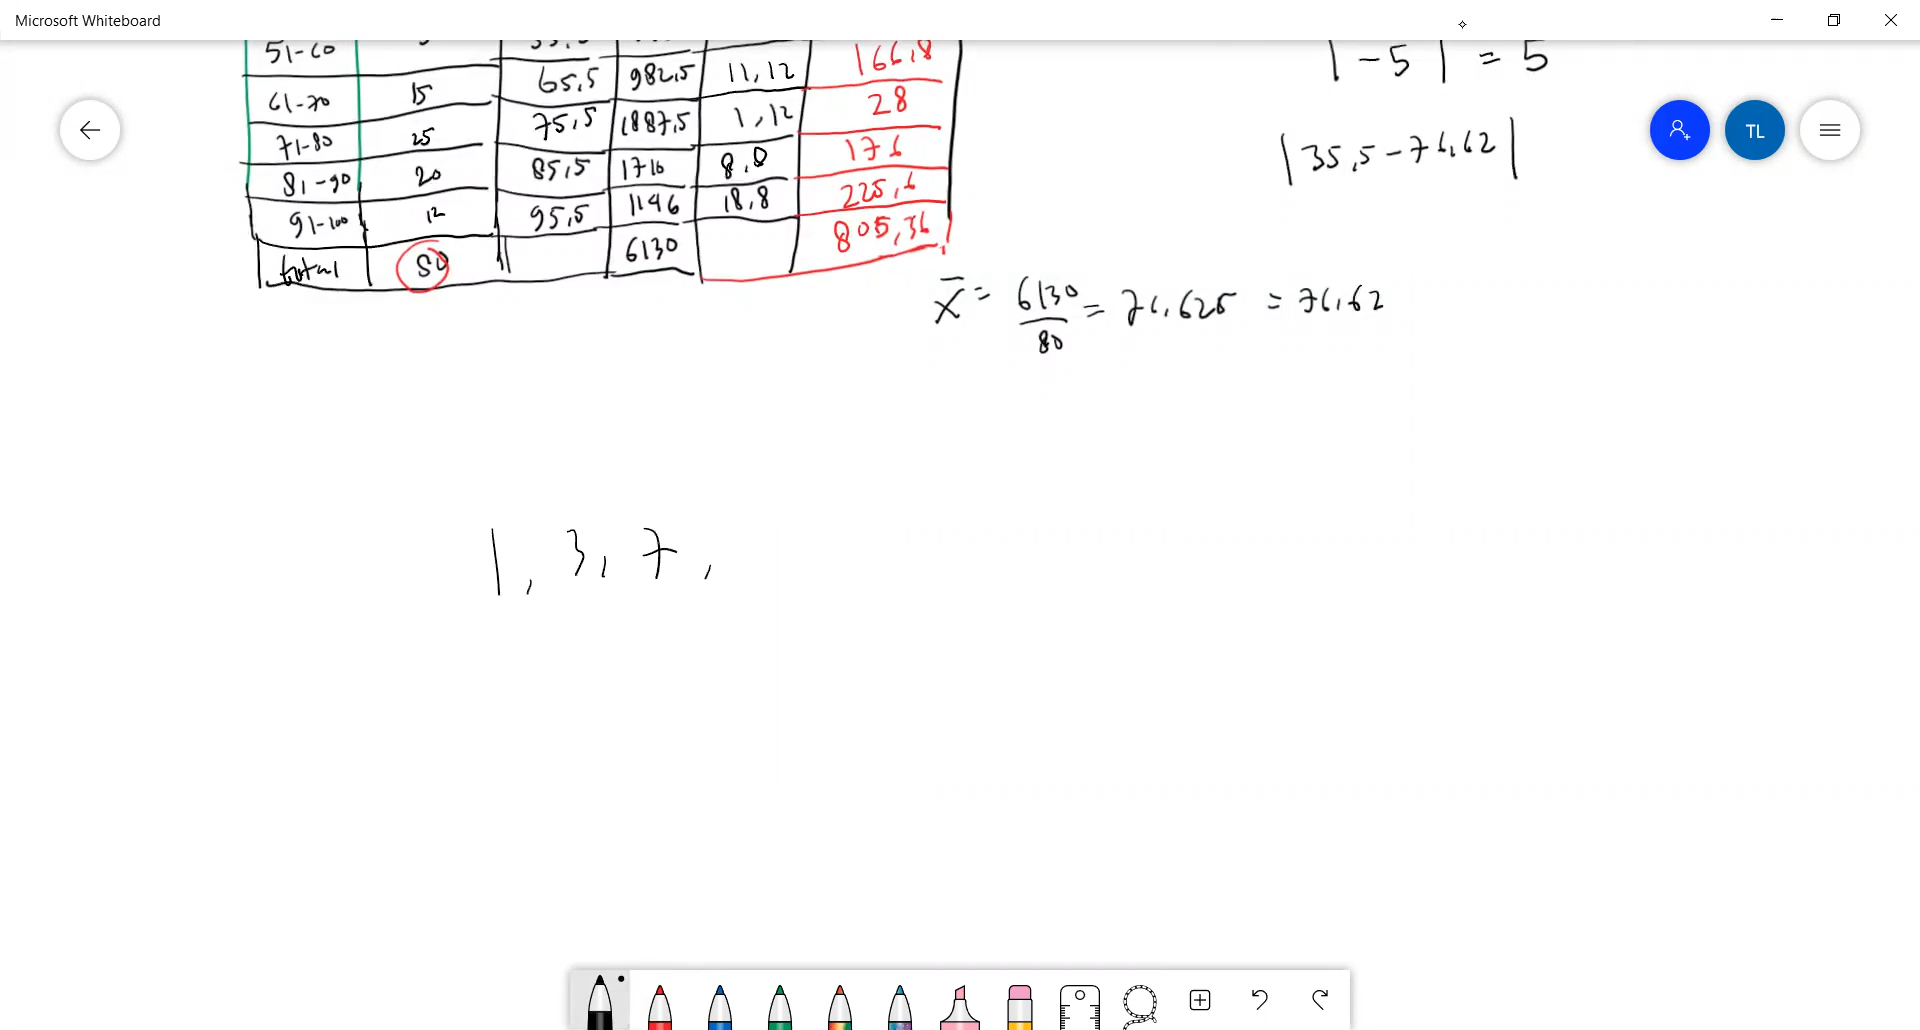 Microsoft Whiteboard
51-60 166,8
61-70 15 65,5 982,5 11,12 28
71-80 25 75,5 1887,5 1,12 176
81-90 20 85,5 1710 8,8 225,6
91-100 12 95,5 1146 18,8 805,36
total 80 6130
|-5| = 5
|35,5-76,62|
TL
x̄ = 6130/80 = 76,625 = 76,62
1, 3, 7,